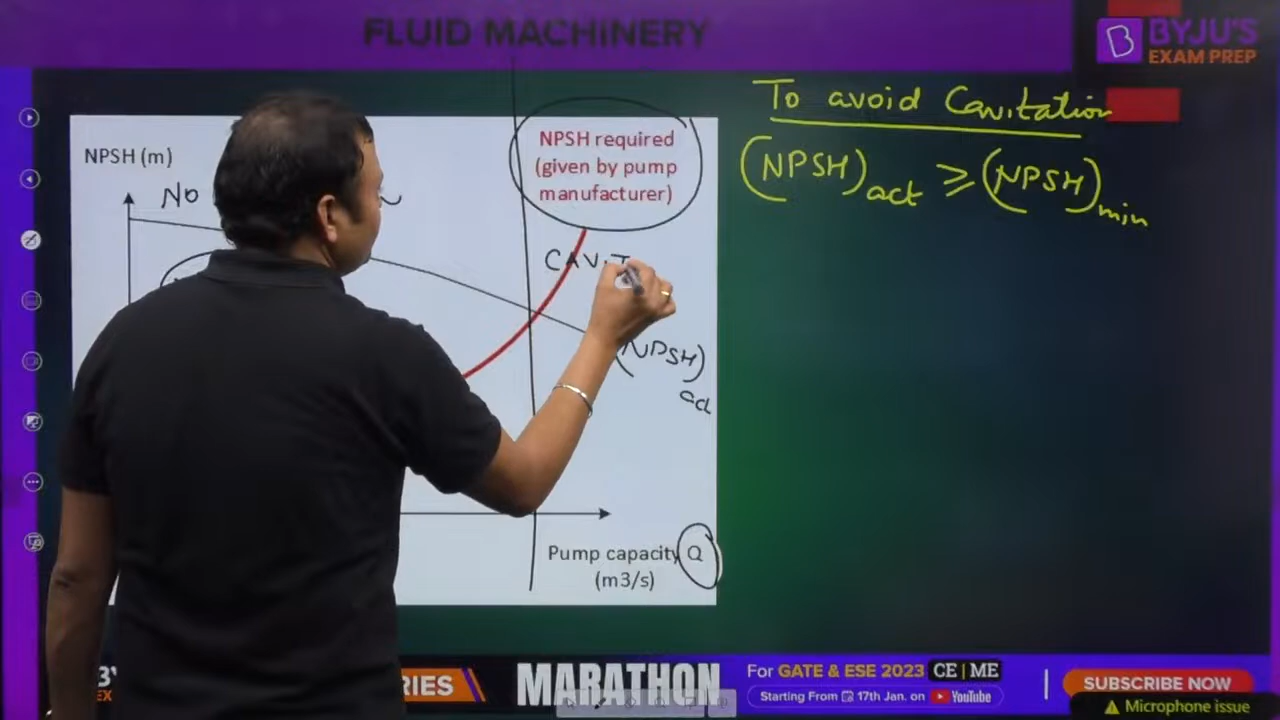 FLUID MACHINERY
BYJU'S
EXAM PREP
To avoid Cavitation
(NPSH)act ≥ (NPSH)min
NPSH required
(given by pump
manufacturer)
NPSH (m)
NO
CAVIT
(NPSH)
act
Pump capacity Q
(m3/s)
MARATHON
For GATE & ESE 2023 CE | ME
Starting From 17th Jan. on YouTube
SUBSCRIBE NOW
Microphone issue